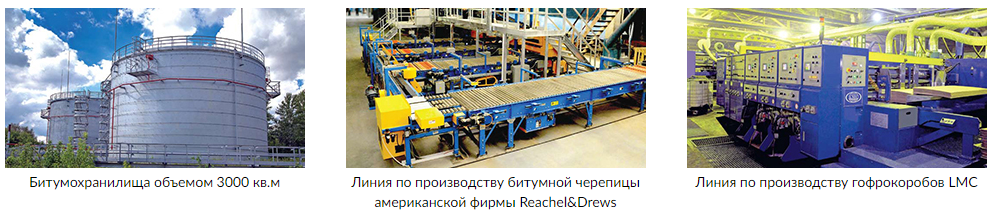 Битумохранилища объемом 3000 кв.м
Линия по производству битумной черепицы
американской фирмы Reachel&Drews
Линия по производству гофрокоробов LMC